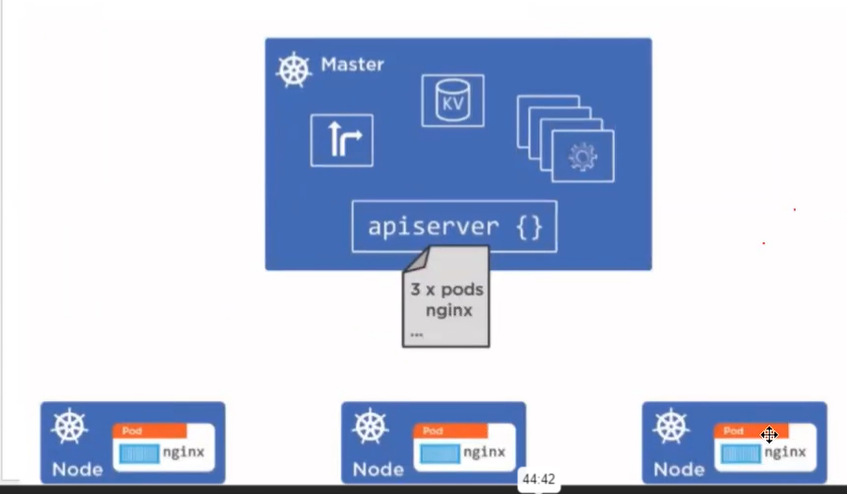 Master
KV
apiserver {}
3 x pods
nginx
...
Pod
nginx
Node
Pod
nginx
Node
Pod
nginx
Node
44:42